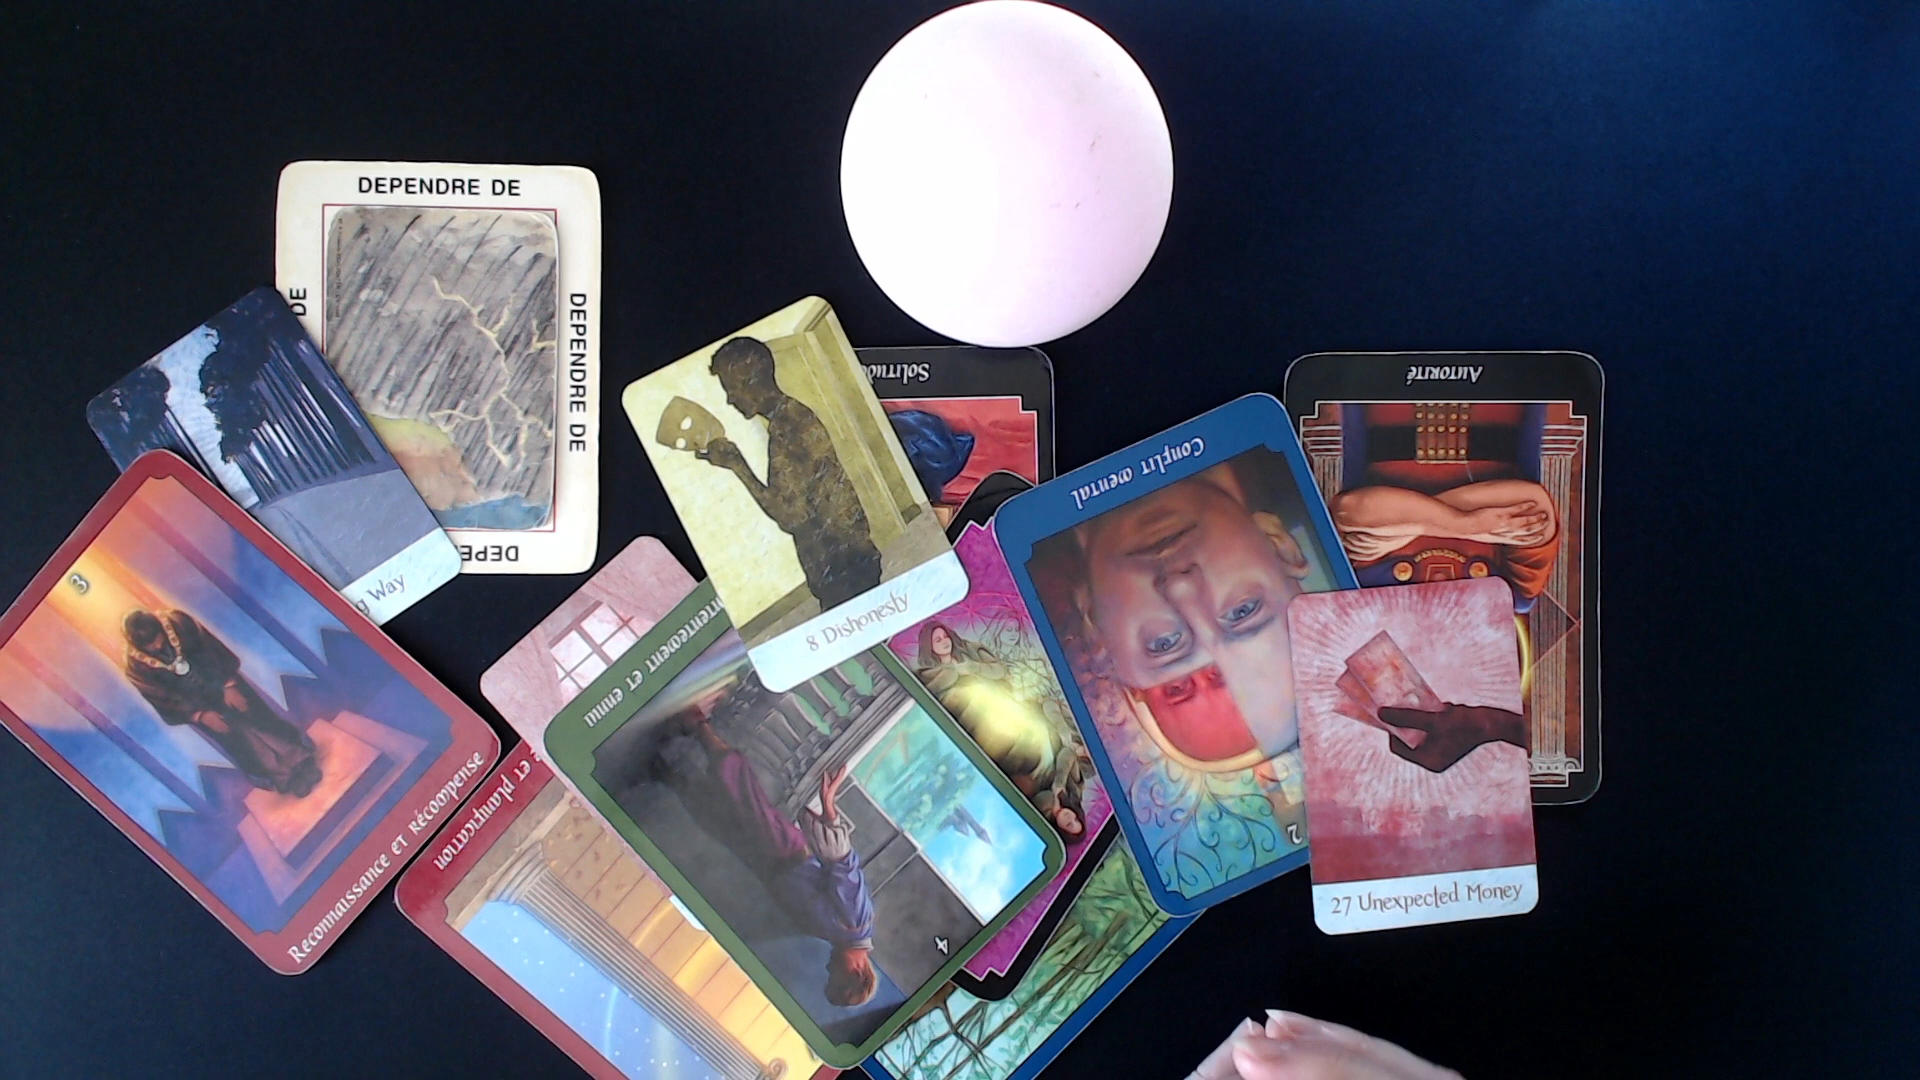 DEPENDRE DE
DEPENDRE DE
DE
DEPE
g Way
3
Reconnaissance et récompense
et planification
et ennui
4
8 Dishonesty
Solitude
Conflit mental
2
Autorité
27 Unexpected Money